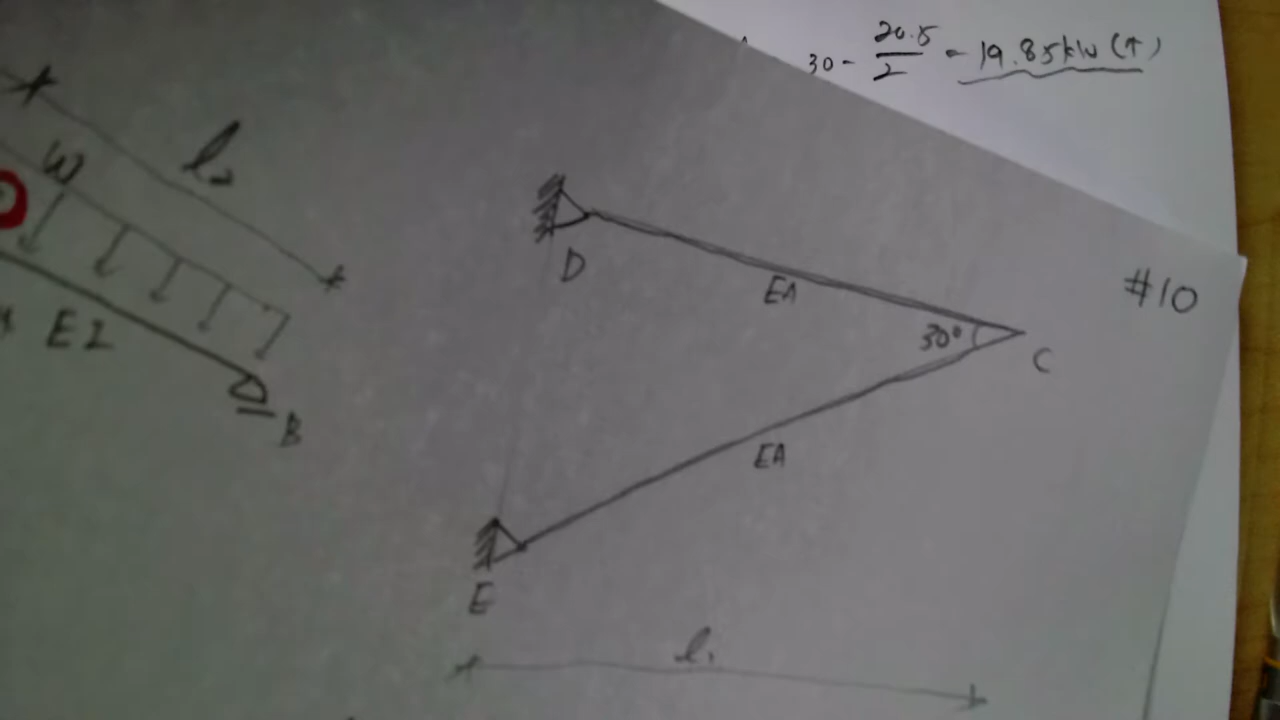 30 - 20.5/2 = 19.85kN (↑)
l2
W
EI
B
D
EA
#10
30°
C
EA
E
l1